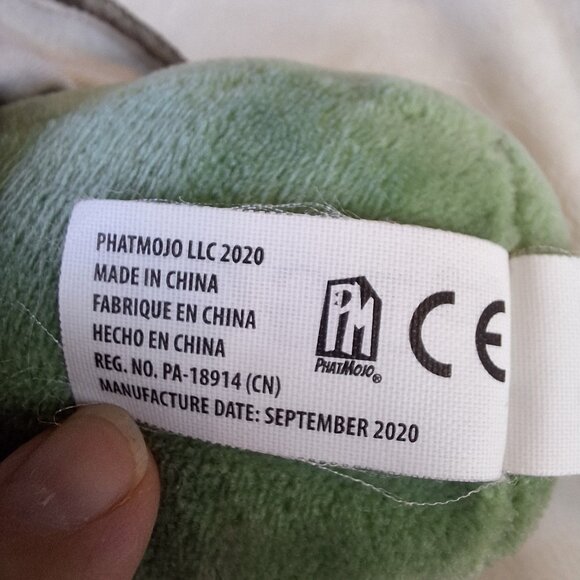 PHATMOJO LLC 2020
MADE IN CHINA
FABRIQUE EN CHINA
HECHO EN CHINA
REG. NO. PA-18914 (CN)
MANUFACTURE DATE: SEPTEMBER 2020
PM
PHATMOJO®
CE